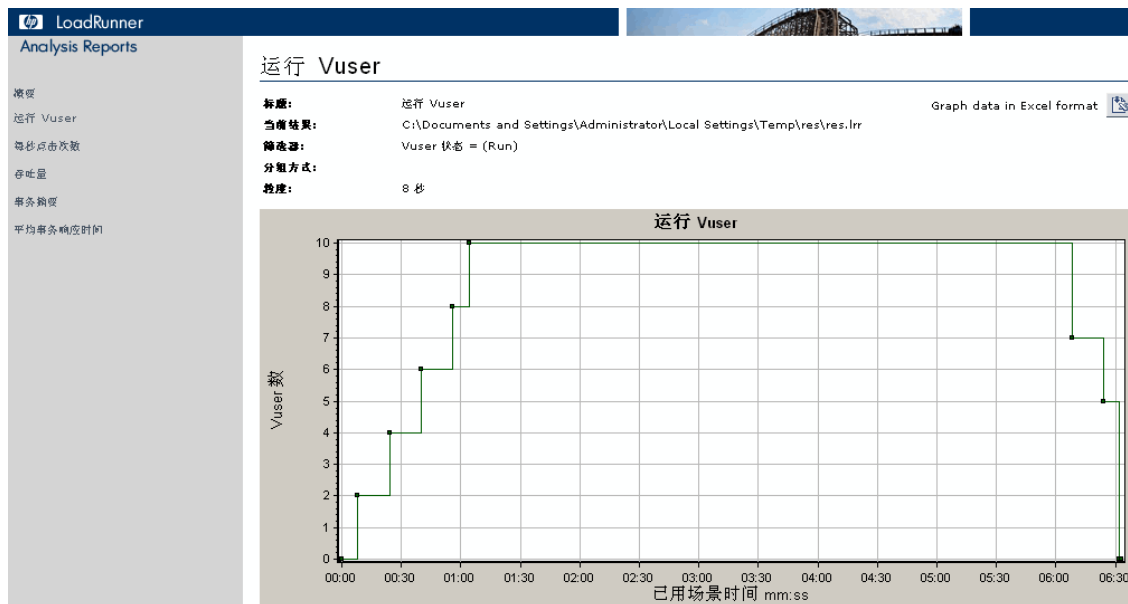 hp LoadRunner
Analysis Reports
概要
运行 Vuser
每秒点击次数
吞吐量
事务摘要
平均事务响应时间
运行 Vuser
标题: 运行 Vuser
当前结果: C:\Documents and Settings\Administrator\Local Settings\Temp\res\res.lrr
筛选器: Vuser 状态 = (Run)
分组方式:
粒度: 8 秒
Graph data in Excel format
运行 Vuser
10
9
8
7
6
5
4
3
2
1
0
Vuser 数
00:00 00:30 01:00 01:30 02:00 02:30 03:00 03:30 04:00 04:30 05:00 05:30 06:00 06:30
已用场景时间 mm:ss